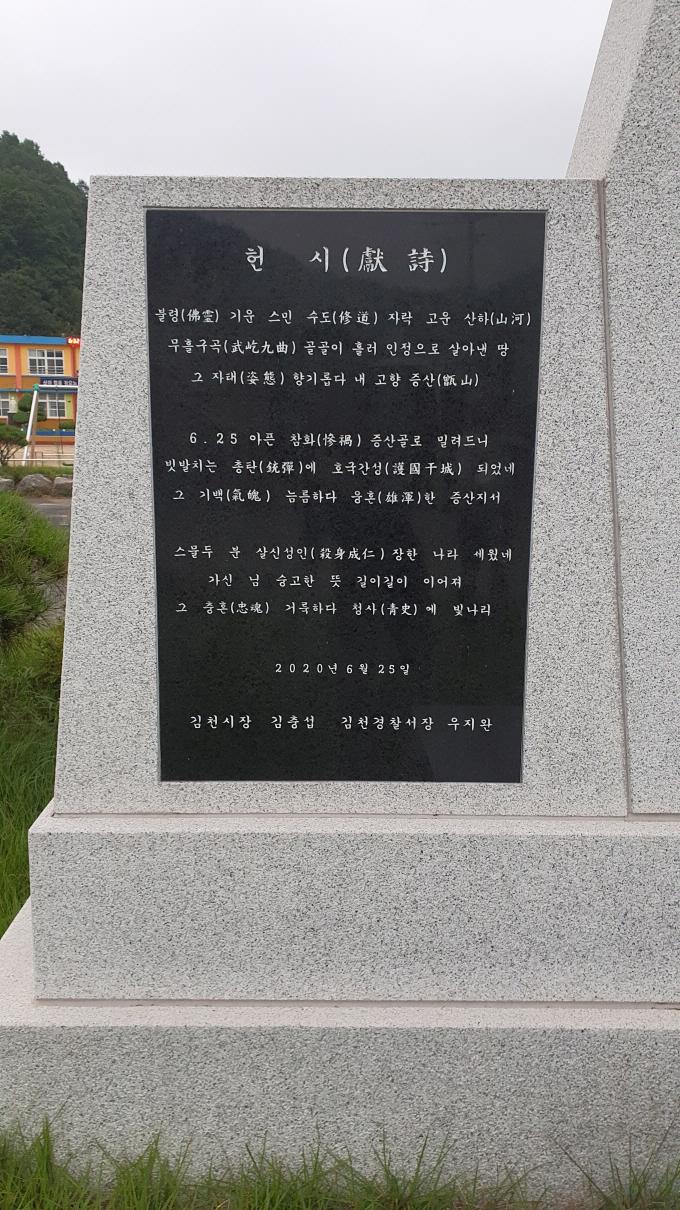 헌 시(獻 詩)
불령(佛靈) 기운 스민 수도(修道) 자락 고운 산하(山河)
무흘구곡(武屹九曲) 골골이 흘러 인정으로 살아낸 땅
그 자태(姿態) 향기롭다 내 고향 증산(甑山)
6.25 아픈 참화(慘禍) 증산골로 밀려드니
빗발치는 총탄(銃彈)에 호국간성(護國干城) 되었네
그 기백(氣魄) 늠름하다 웅혼(雄渾)한 증산지서
스물두 분 살신성인(殺身成仁) 장한 나라 세웠네
가신 님 숭고한 뜻 길이길이 이어져
그 충혼(忠魂) 거룩하다 청사(靑史)에 빛나리
2020년 6월 25일
김천시장 김충섭 김천경찰서장 우지완